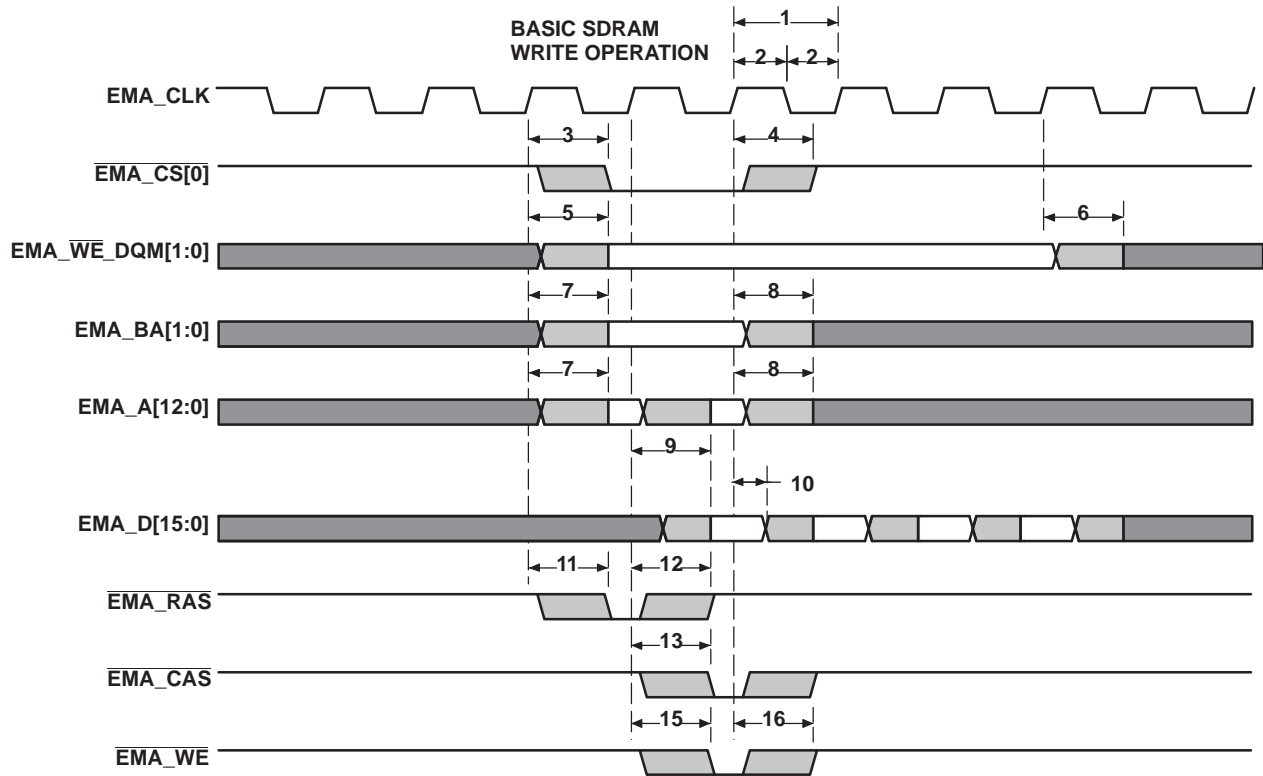 BASIC SDRAM
WRITE OPERATION
1
2 2
EMA_CLK
3 4
EMA_CS[0]
5 6
EMA_WE_DQM[1:0]
7 8
EMA_BA[1:0]
7 8
EMA_A[12:0]
9
10
EMA_D[15:0]
11 12
EMA_RAS
13
EMA_CAS
15 16
EMA_WE